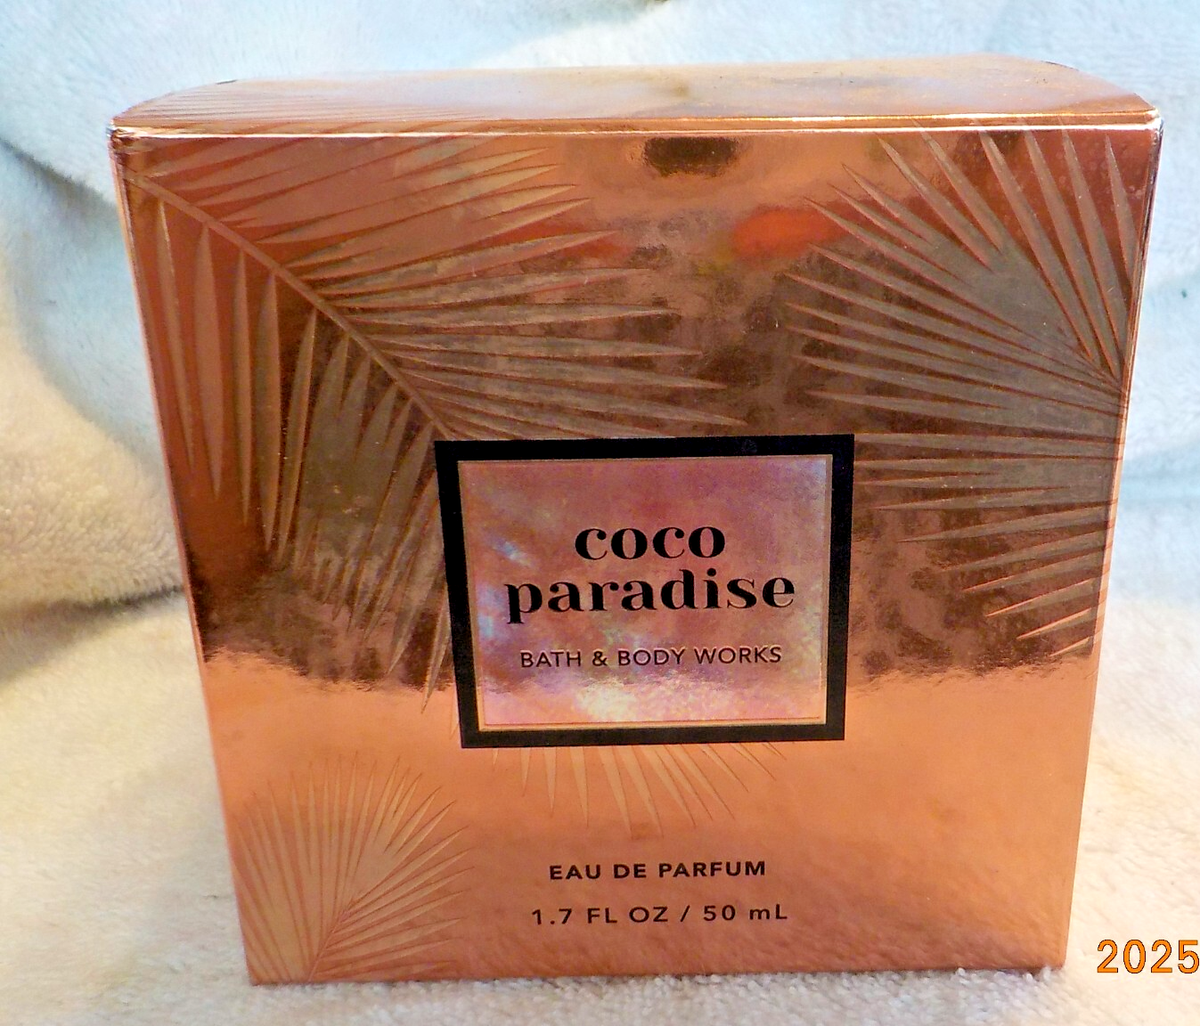 coco
paradise
BATH & BODY WORKS
EAU DE PARFUM
1.7 FL OZ / 50 mL
2025